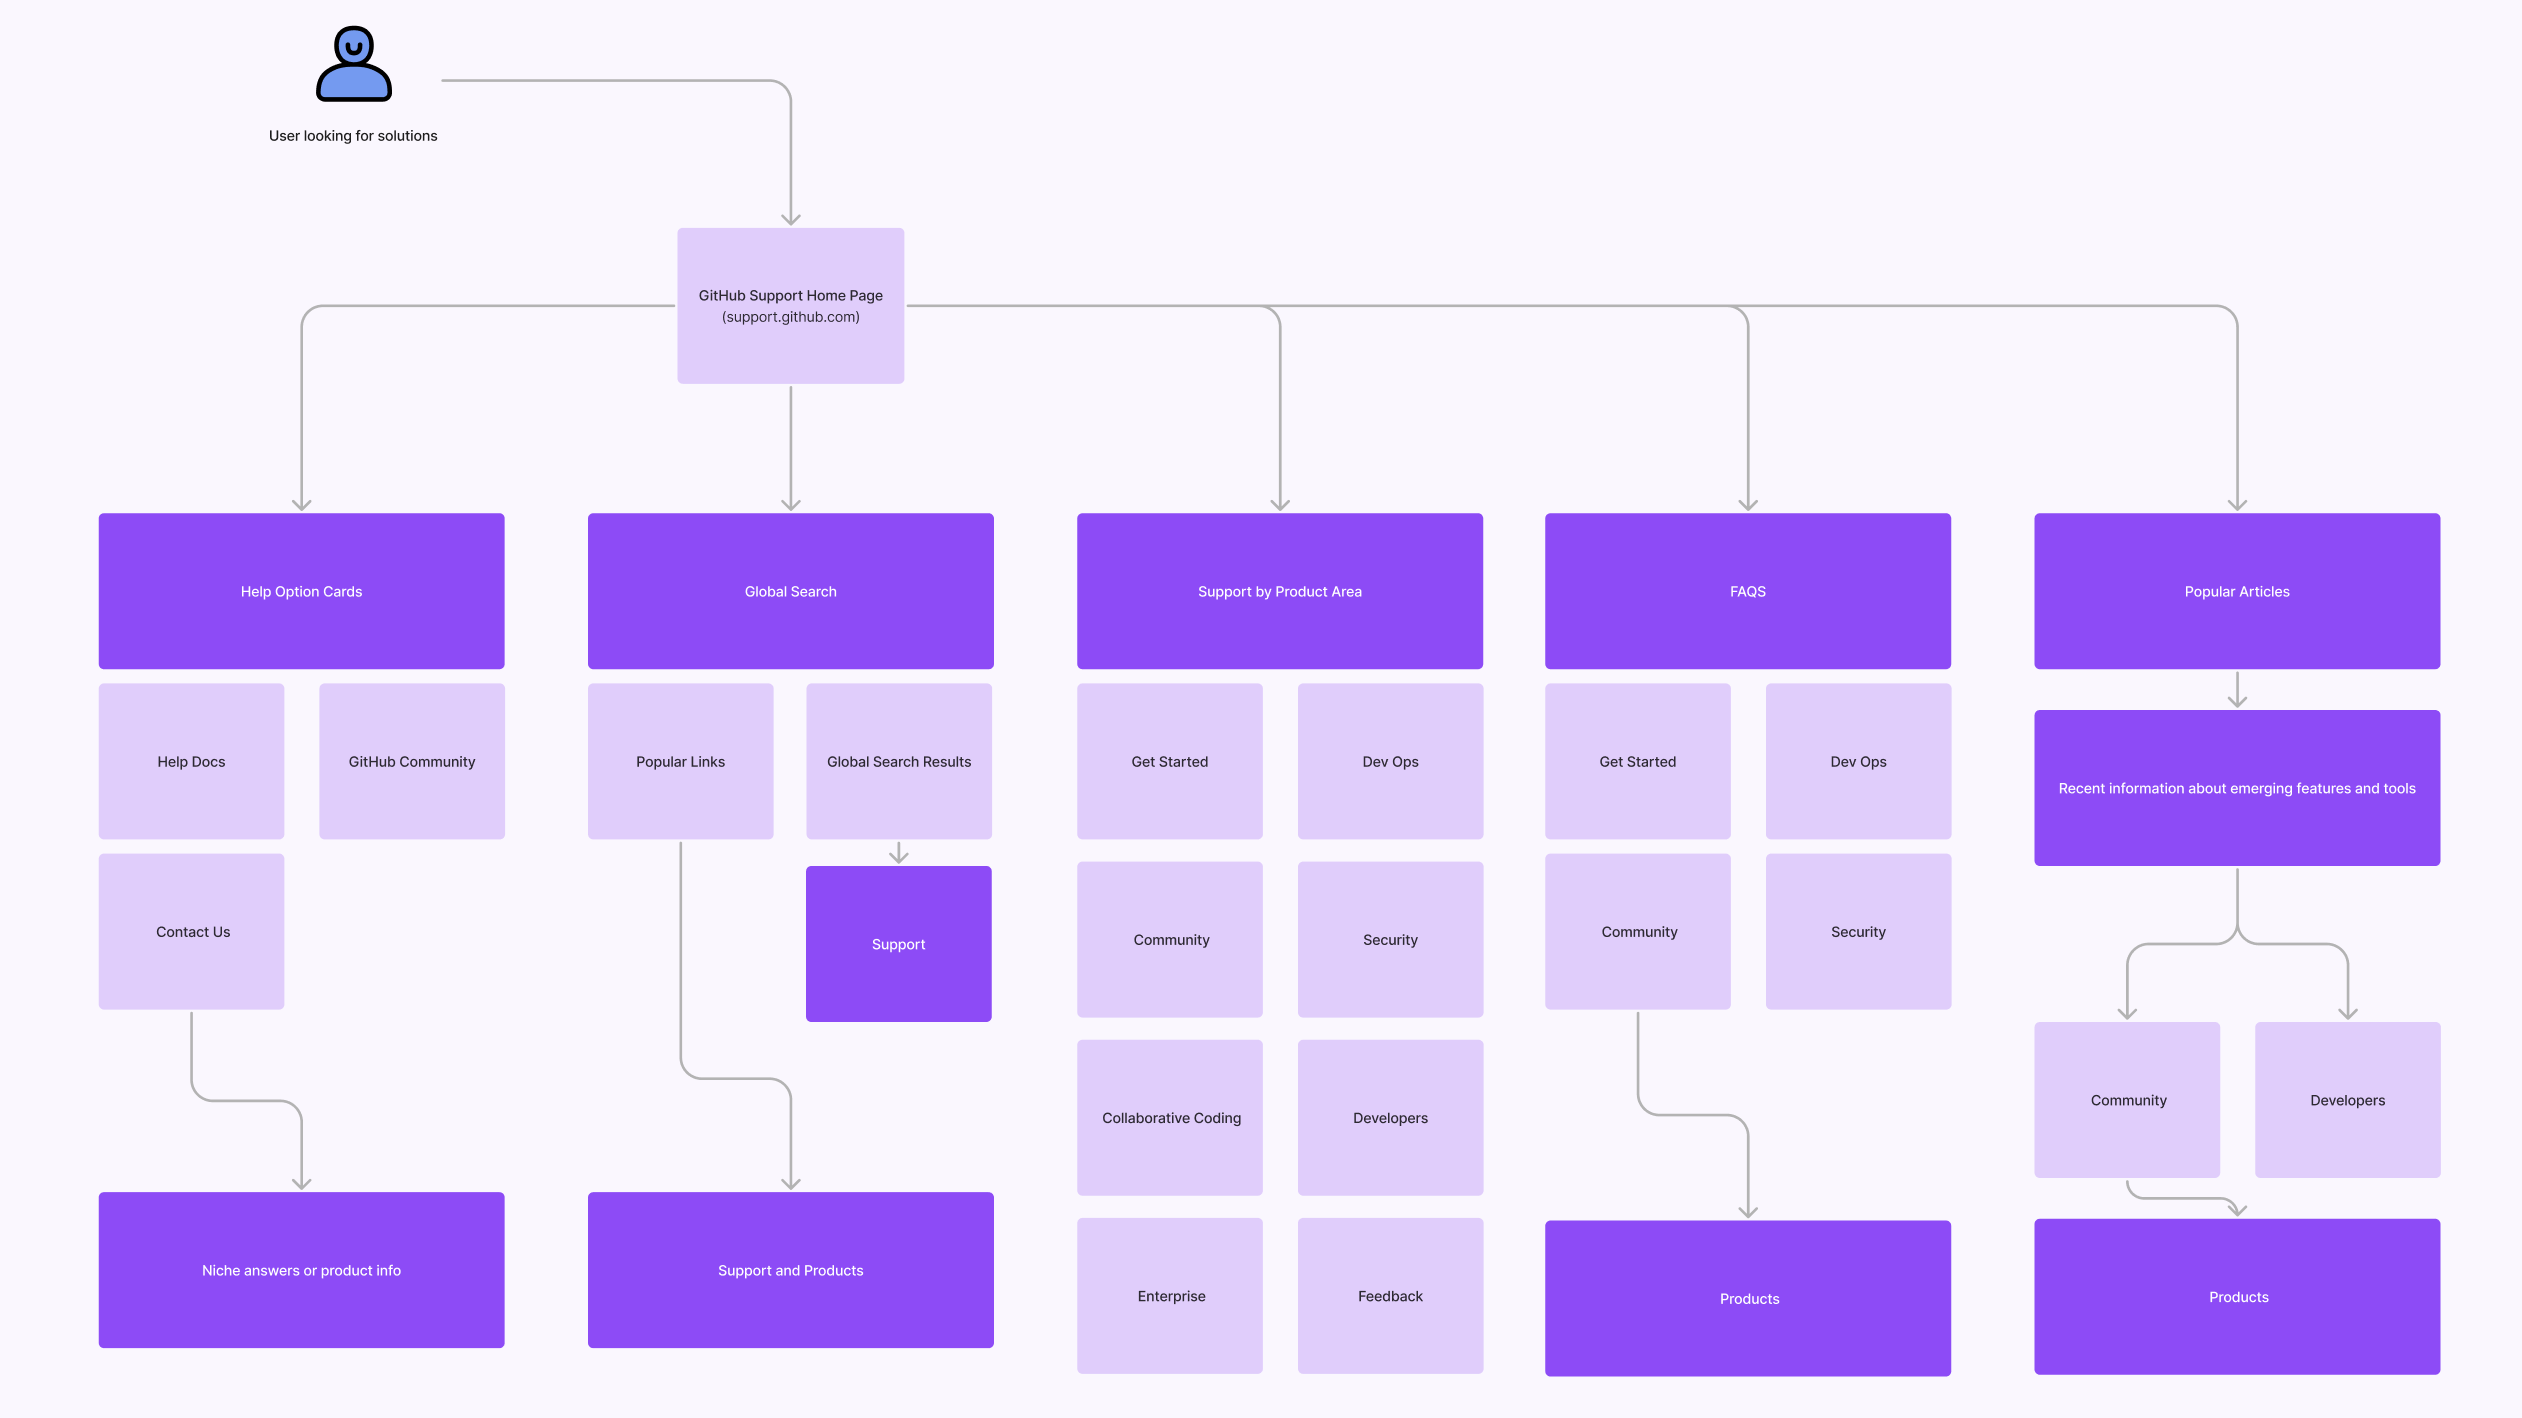 User looking for solutions
GitHub Support Home Page
(support.github.com)
Help Option Cards
Global Search
Support by Product Area
FAQS
Popular Articles
Help Docs
GitHub Community
Popular Links
Global Search Results
Get Started
Dev Ops
Get Started
Dev Ops
Recent information about emerging features and tools
Contact Us
Support
Community
Security
Community
Security
Collaborative Coding
Developers
Community
Developers
Niche answers or product info
Support and Products
Enterprise
Feedback
Products
Products